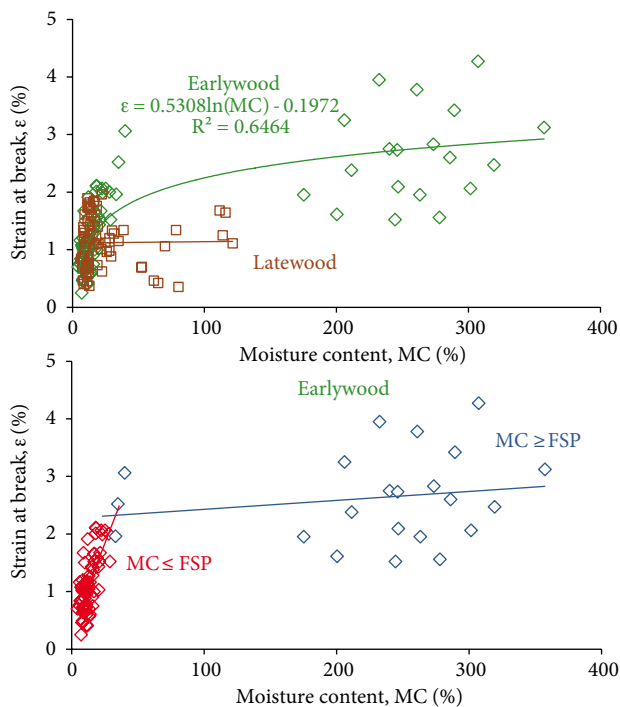 5
4
3
2
1
0
Strain at break, ε (%)
Earlywood
ε = 0.5308ln(MC) - 0.1972
R² = 0.6464
Latewood
0
100
200
300
400
Moisture content, MC (%)
5
4
3
2
1
0
Strain at break, ε (%)
Earlywood
MC ≥ FSP
MC ≤ FSP
0
100
200
300
400
Moisture content, MC (%)